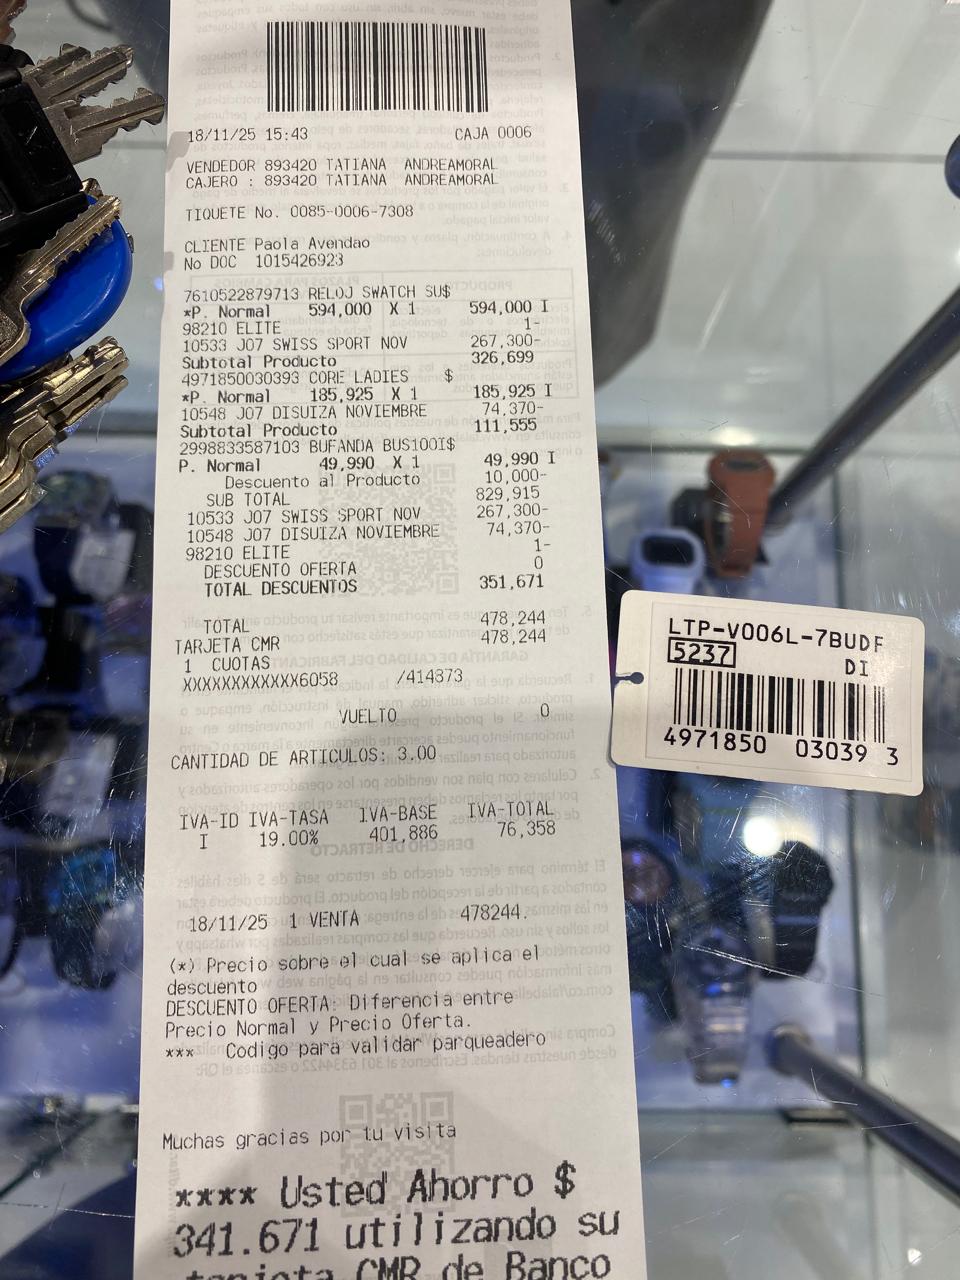 18/11/25 15:43 CAJA 0006
VENDEDOR 893420 TATIANA ANDREAMORAL
CAJERO : 893420 TATIANA ANDREAMORAL
TIQUETE No. 0085-0006-7308
CLIENTE Paola Avendao
No DOC 1015426923
7610522879713 RELOJ SWATCH SU$
*P. Normal 594,000 X 1 594,000 I
98210 ELITE 1-
10533 J07 SWISS SPORT NOV 267,300-
Subtotal Producto 326,699
4971850030393 CORE LADIES $
*P. Normal 185,925 X 1 185,925 I
10548 J07 DISUIZA NOVIEMBRE 74,370-
Subtotal Producto 111,555
2998833587103 BUFANDA BUS100I$
P. Normal 49,990 X 1 49,990 I
Descuento al Producto 10,000-
SUB TOTAL 829,915
10533 J07 SWISS SPORT NOV 267,300-
10548 J07 DISUIZA NOVIEMBRE 74,370-
98210 ELITE 1-
DESCUENTO OFERTA 0
TOTAL DESCUENTOS 351,671
TOTAL 478,244
TARJETA CMR 478,244
1 CUOTAS
XXXXXXXXXXXX6058 /414873
VUELTO 0
CANTIDAD DE ARTICULOS: 3.00
IVA-ID IVA-TASA IVA-BASE IVA-TOTAL
I 19.00% 401,886 76,358
18/11/25 1 VENTA 478244.
(*) Precio sobre el cual se aplica el
descuento
DESCUENTO OFERTA: Diferencia entre
Precio Normal y Precio Oferta.
*** Codigo para validar parqueadero
Muchas gracias por tu visita
**** Usted Ahorro $
341.671 utilizando su
tarjeta CMR de Banco
LTP-V006L-7BUDF
5237 DI
4971850 03039 3